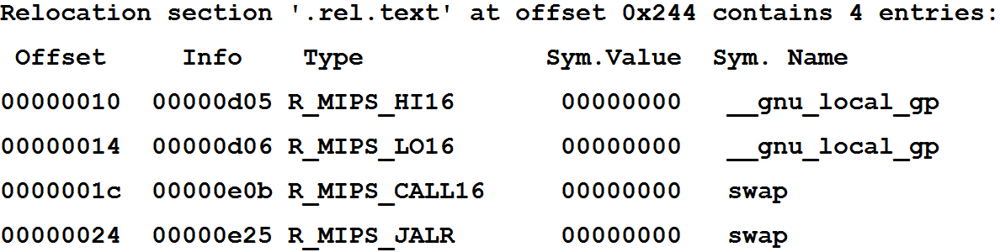 Relocation section '.rel.text' at offset 0x244 contains 4 entries:
Offset Info Type Sym.Value Sym. Name
00000010 00000d05 R_MIPS_HI16 00000000 __gnu_local_gp
00000014 00000d06 R_MIPS_LO16 00000000 __gnu_local_gp
0000001c 00000e0b R_MIPS_CALL16 00000000 swap
00000024 00000e25 R_MIPS_JALR 00000000 swap